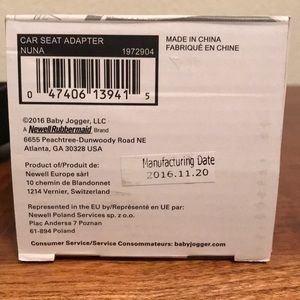 CAR SEAT ADAPTER
NUNA 1972904
MADE IN CHINA
FABRIQUÉ EN CHINE
0 47406 13941 5
©2016 Baby Jogger, LLC
A NewellRubbermaid Brand
6655 Peachtree-Dunwoody Road NE
Atlanta, GA 30328
Product of/Produit de:
Newell Europe sàrl
10 chemin de Blandonnet
1214 Vernier, Switzerland
Manufacturing Date
2016.11.20
Represented in the EU by/Représenté en UE par:
Newell Poland Services sp. z o.o.
Plac Andersa 7 Poznan
61-894 Poland
Consumer Service/Service Consommateurs: babyjogger.com